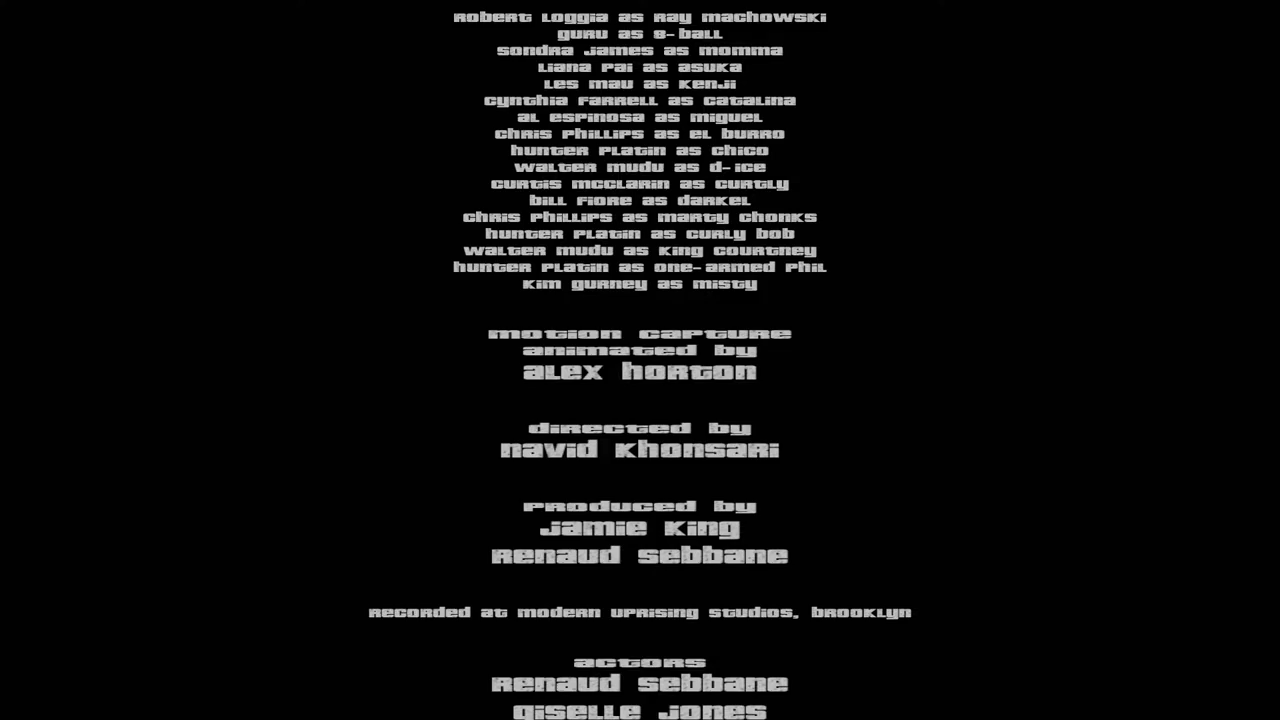 Robert Loggia as Ray Machowski
Guru as 8-Ball
Sondra James as Momma
Liana Pai as Asuka
Les Mau as Kenji
Cynthia Farrell as Catalina
Al Espinosa as Miguel
Chris Phillips as El Burro
Hunter Platin as Chico
Walter Mudu as D-Ice
Curtis McClarin as Curtly
Bill Fiore as Darkel
Chris Phillips as Marty Chonks
Hunter Platin as Curly Bob
Walter Mudu as King Courtney
Hunter Platin as One-Armed Phil
Kim Gurney as Misty
Motion Capture
Animated by
Alex Horton
Directed by
Navid Khonsari
Produced by
Jamie King
Renaud Sebbane
Recorded at Modern Uprising Studios, Brooklyn
Actors
Renaud Sebbane
Giselle Jones